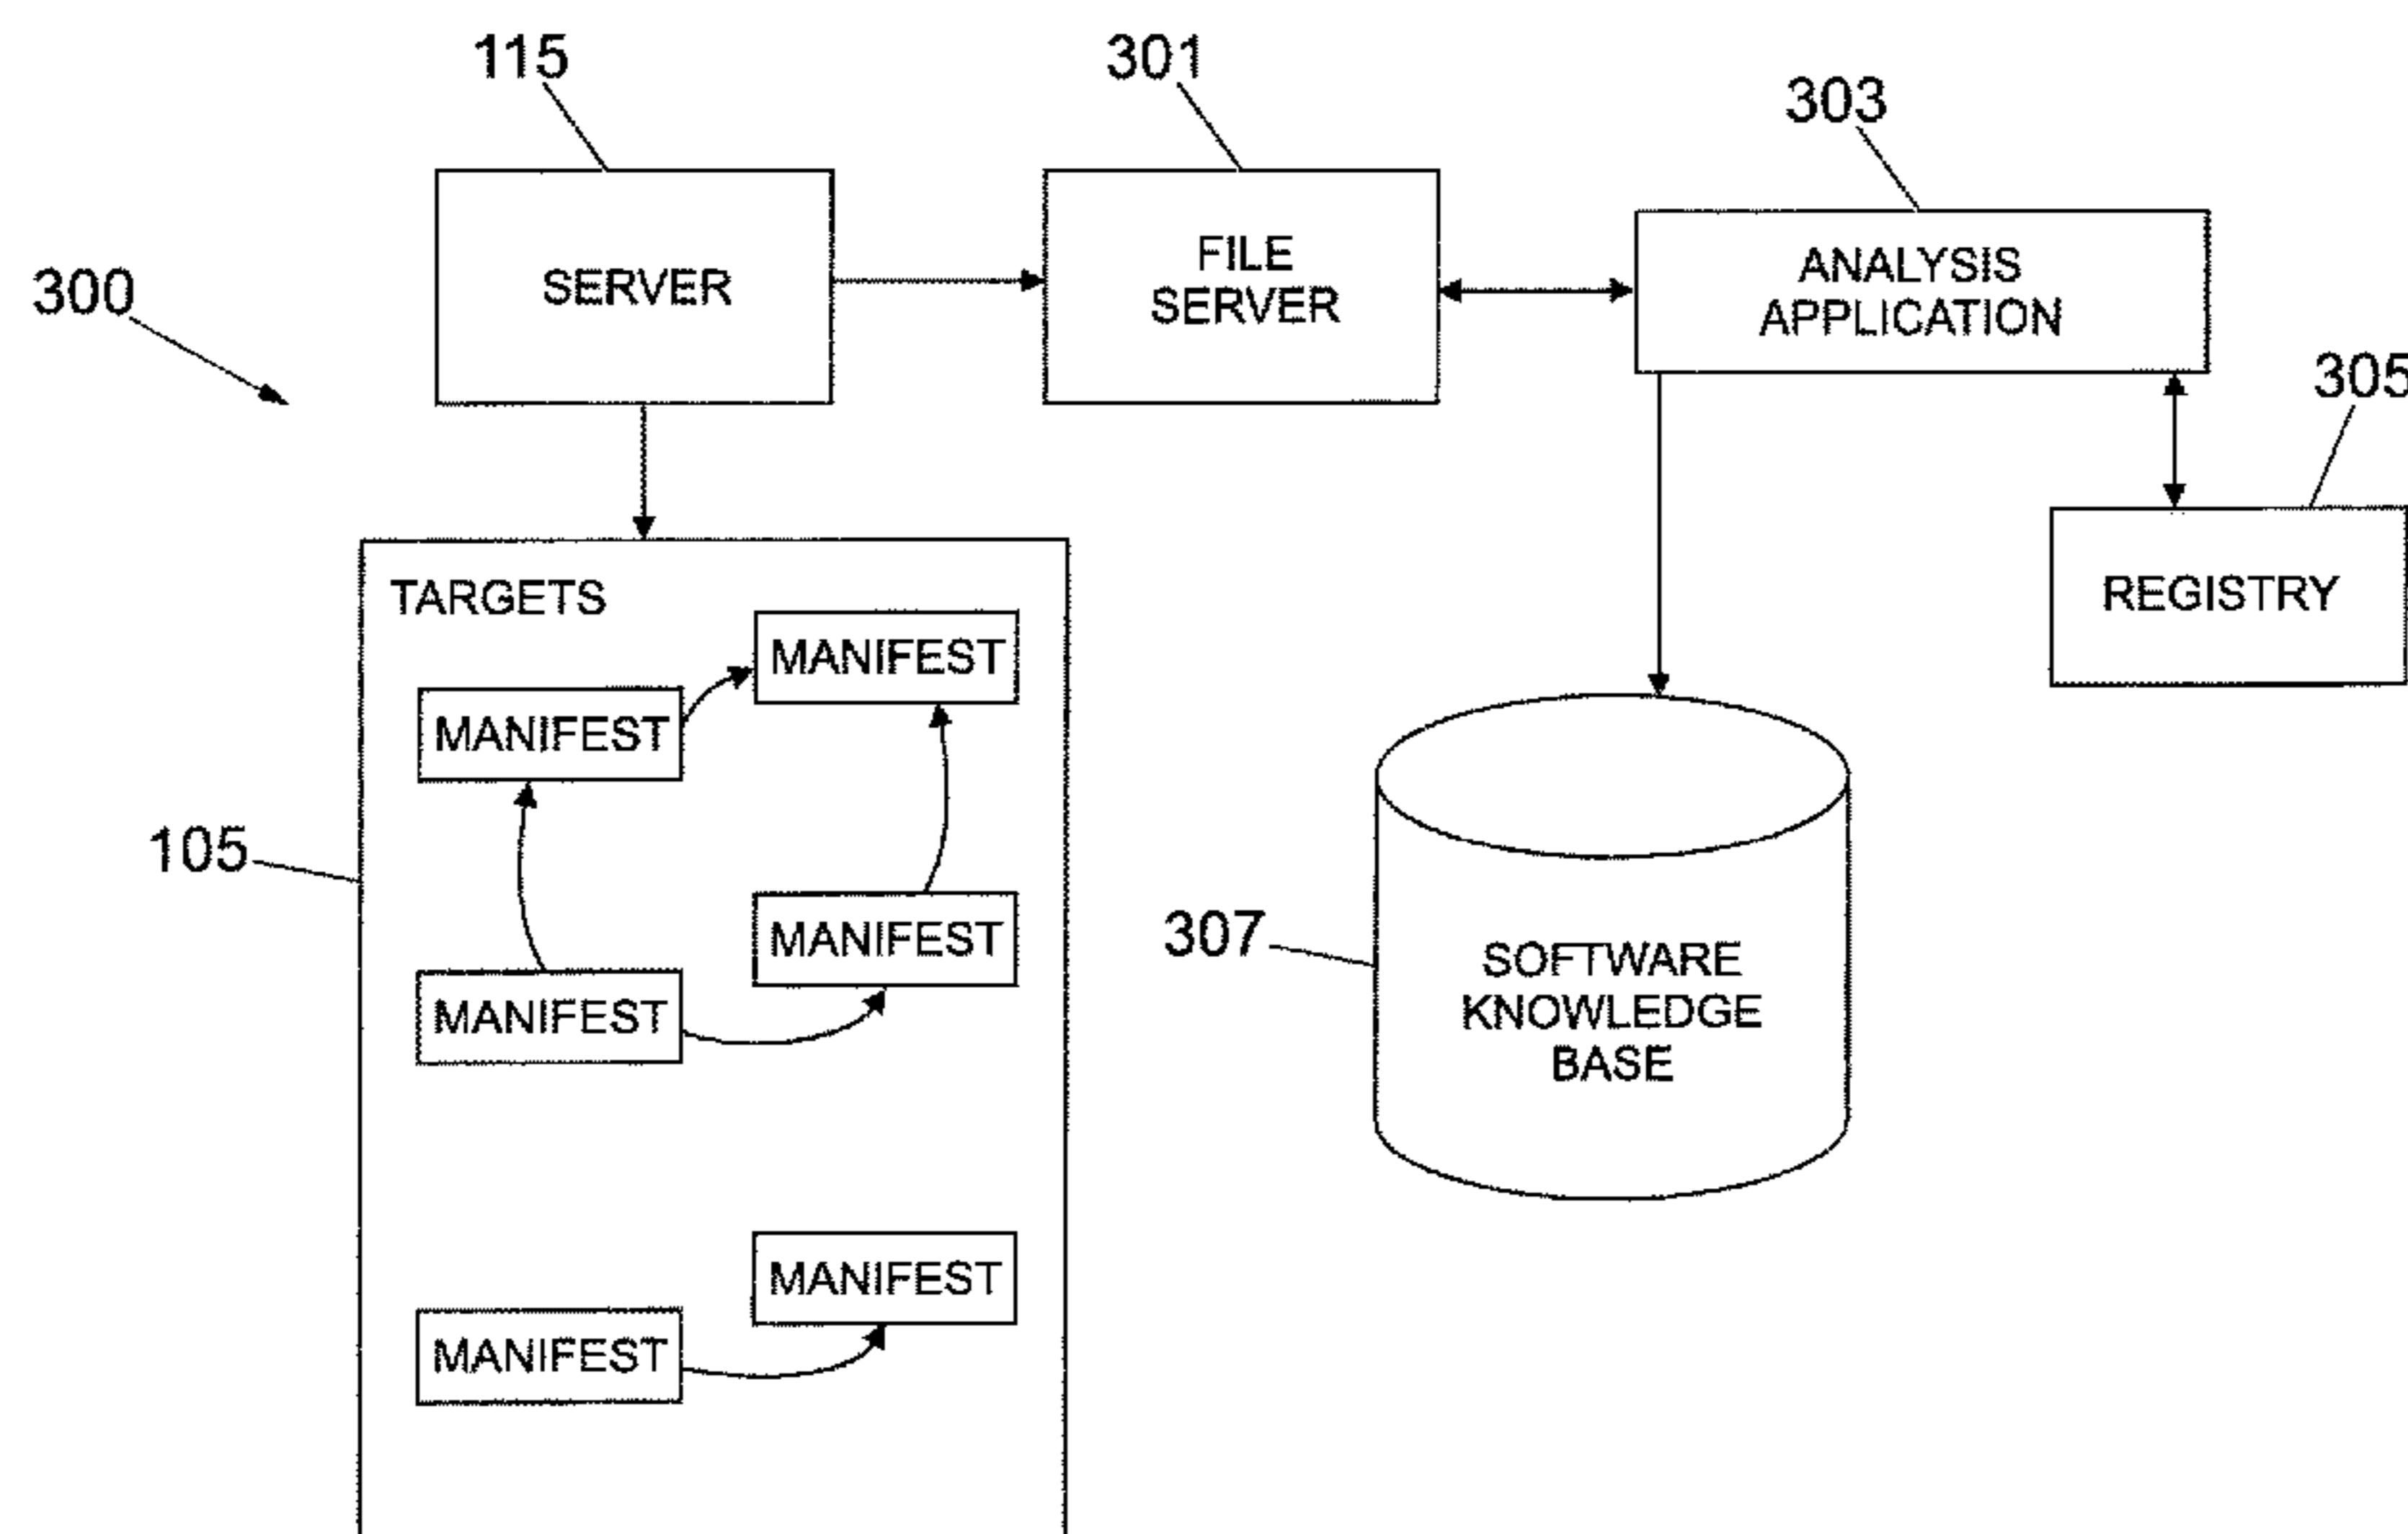 115
301
303
300
SERVER
FILE
SERVER
ANALYSIS
APPLICATION
305
REGISTRY
TARGETS
MANIFEST
MANIFEST
105
MANIFEST
MANIFEST
307
SOFTWARE
KNOWLEDGE
BASE
MANIFEST
MANIFEST